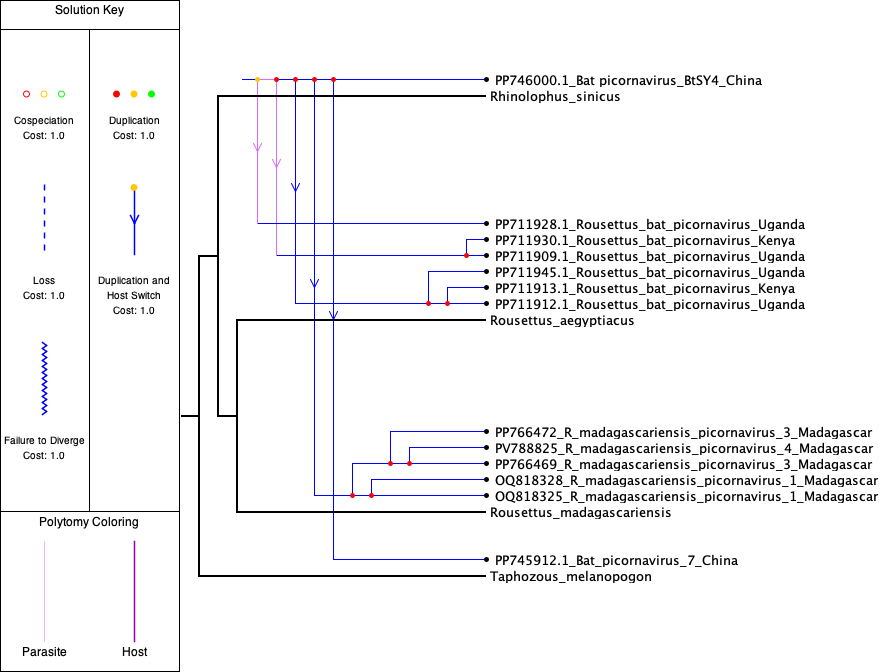 Solution Key
Cospeciation
Cost: 1.0
Duplication
Cost: 1.0
Loss
Cost: 1.0
Duplication and
Host Switch
Cost: 1.0
Failure to Diverge
Cost: 1.0
Polytomy Coloring
Parasite
Host
PP746000.1_Bat picornavirus_BtSY4_China
Rhinolophus_sinicus
PP711928.1_Rousettus_bat_picornavirus_Uganda
PP711930.1_Rousettus_bat_picornavirus_Kenya
PP711909.1_Rousettus_bat_picornavirus_Uganda
PP711945.1_Rousettus_bat_picornavirus_Uganda
PP711913.1_Rousettus_bat_picornavirus_Kenya
PP711912.1_Rousettus_bat_picornavirus_Uganda
Rousettus_aegyptiacus
PP766472_R_madagascariensis_picornavirus_3_Madagascar
PV788825_R_madagascariensis_picornavirus_4_Madagascar
PP766469_R_madagascariensis_picornavirus_3_Madagascar
OQ818328_R_madagascariensis_picornavirus_1_Madagascar
OQ818325_R_madagascariensis_picornavirus_1_Madagascar
Rousettus_madagascariensis
PP745912.1_Bat_picornavirus_7_China
Taphozous_melanopogon